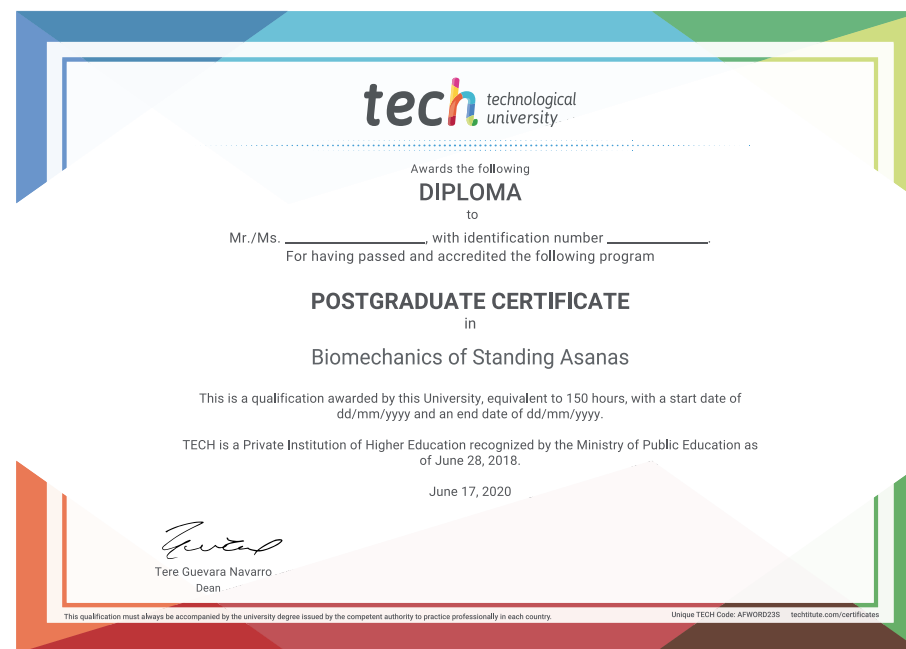 tech technological
university
Awards the following
DIPLOMA
to
Mr./Ms. ____________________, with identification number ______________.
For having passed and accredited the following program
POSTGRADUATE CERTIFICATE
in
Biomechanics of Standing Asanas
This is a qualification awarded by this University, equivalent to 150 hours, with a start date of
dd/mm/yyyy and an end date of dd/mm/yyyy.
TECH is a Private Institution of Higher Education recognized by the Ministry of Public Education as
of June 28, 2018.
June 17, 2020
Tere Guevara Navarro
Dean
This qualification must always be accompanied by the university degree issued by the competent authority to practice professionally in each country.
Unique TECH Code: AFWORD23S techtitute.com/certificates